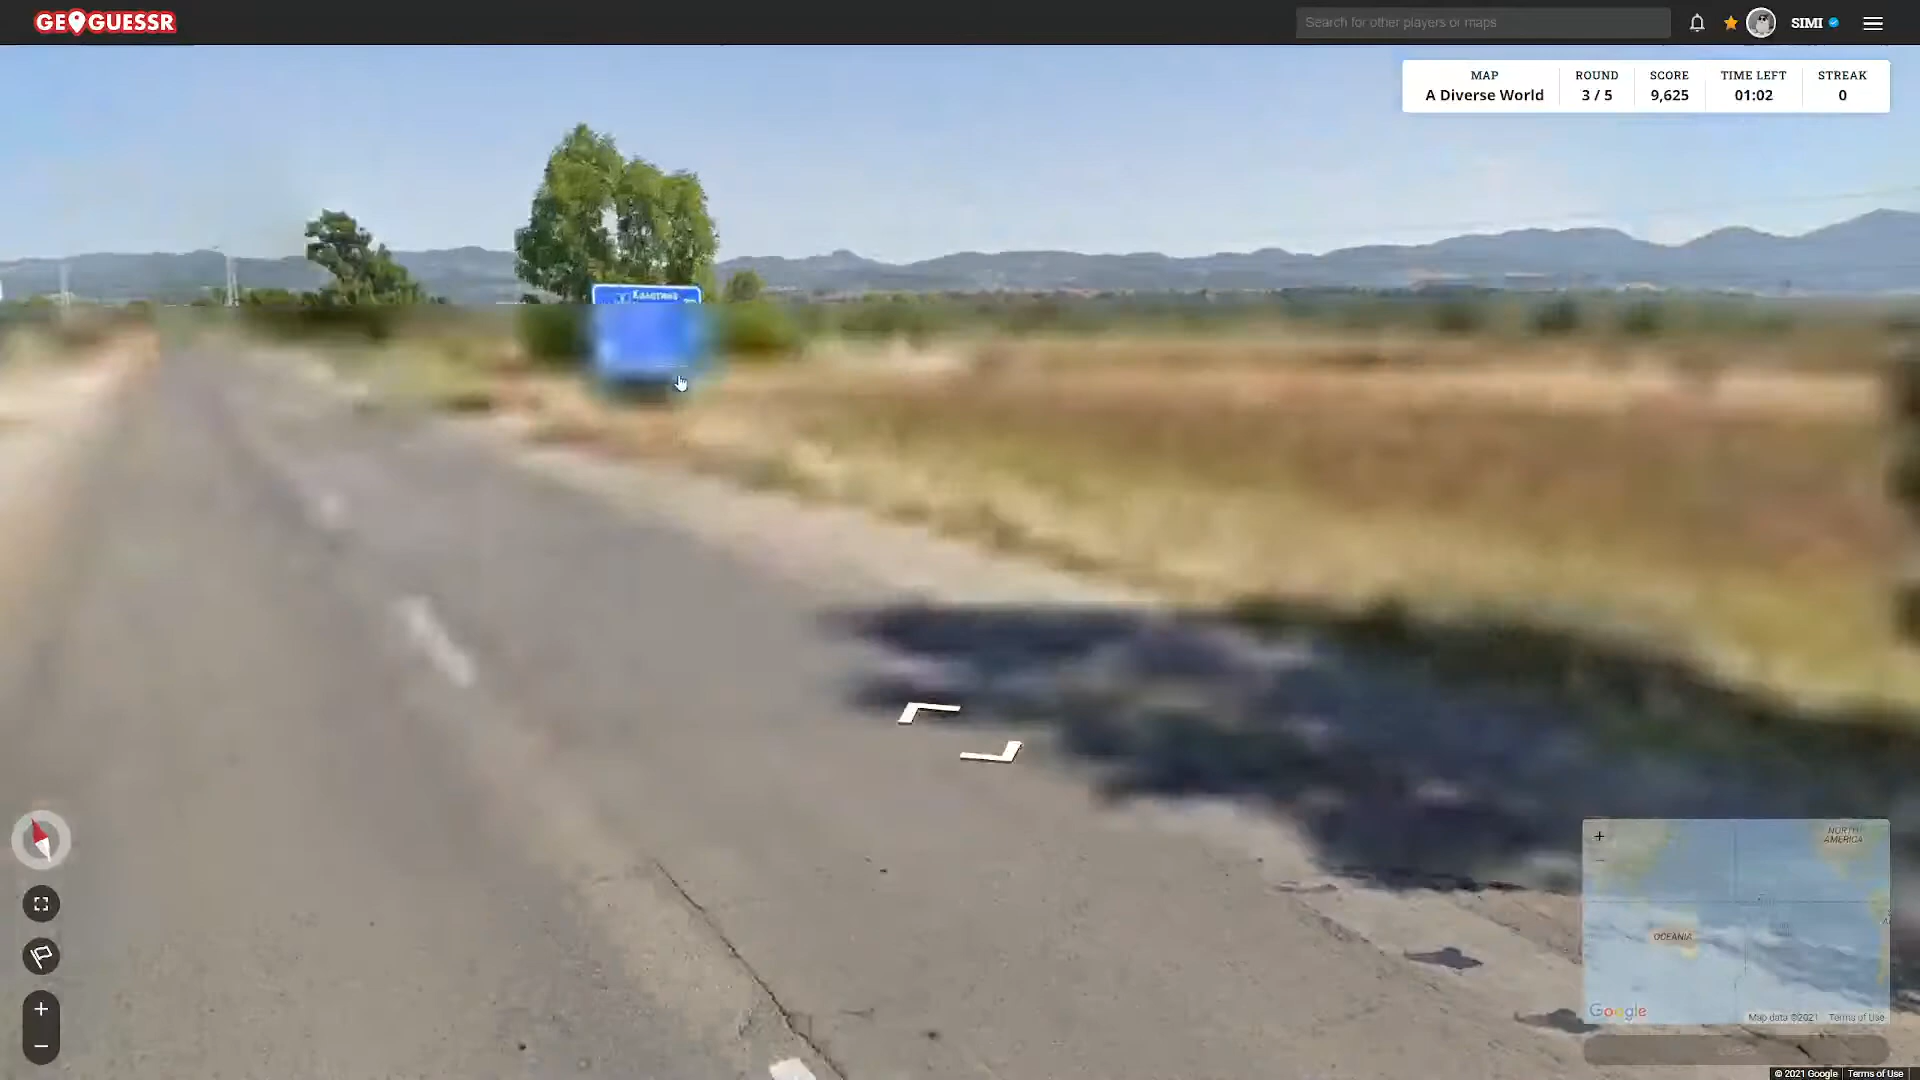 GEOGUESSR
Search for other players or maps
SIMI
MAP
A Diverse World
ROUND
3 / 5
SCORE
9,625
TIME LEFT
01:02
STREAK
0
Калотина
NORTH
AMERICA
OCEANIA
Google
Map data ©2021
Terms of Use
© 2021 Google
Terms of Use